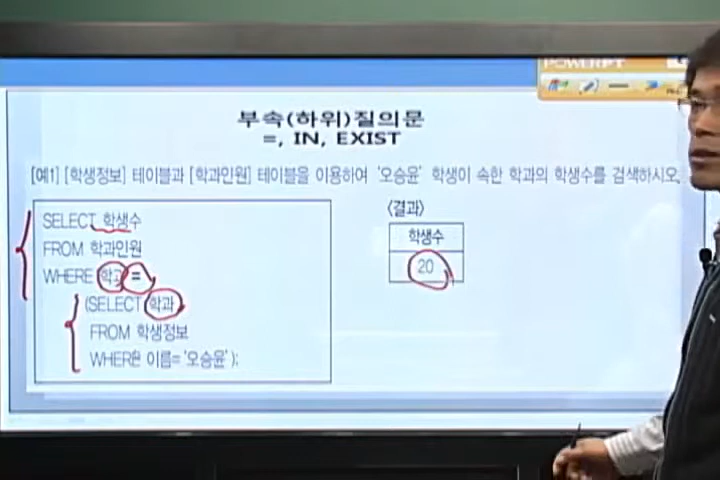 POWERPT
부속(하위)질의문
=, IN, EXIST
[예1] [학생정보] 테이블과 [학과인원] 테이블을 이용하여 '오승윤' 학생이 속한 학과의 학생수를 검색하시오.
SELECT 학생수
FROM 학과인원
WHERE 학과 =
(SELECT 학과
FROM 학생정보
WHERE 이름= '오승윤');
<결과>
학생수
20